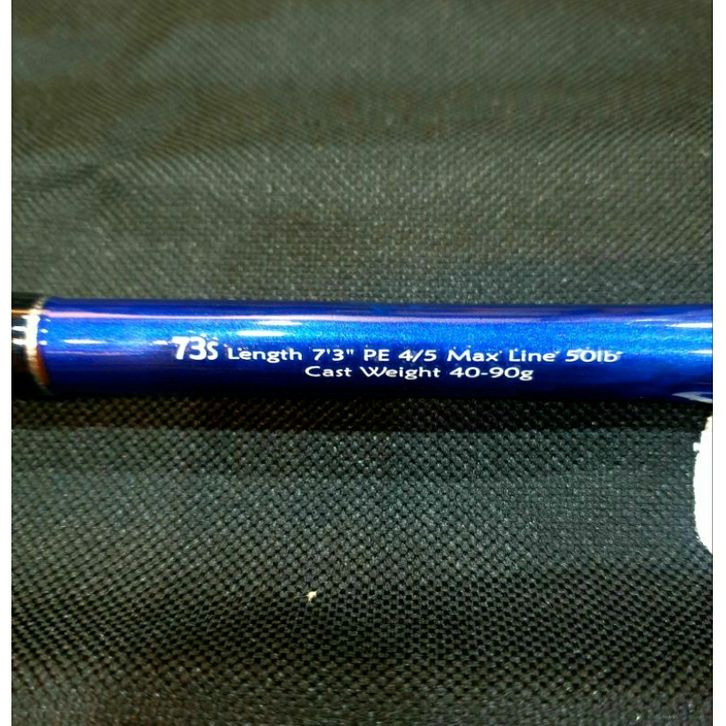 73S Length 7'3" PE 4/5 Max Line 50lb
Cast Weight 40-90g